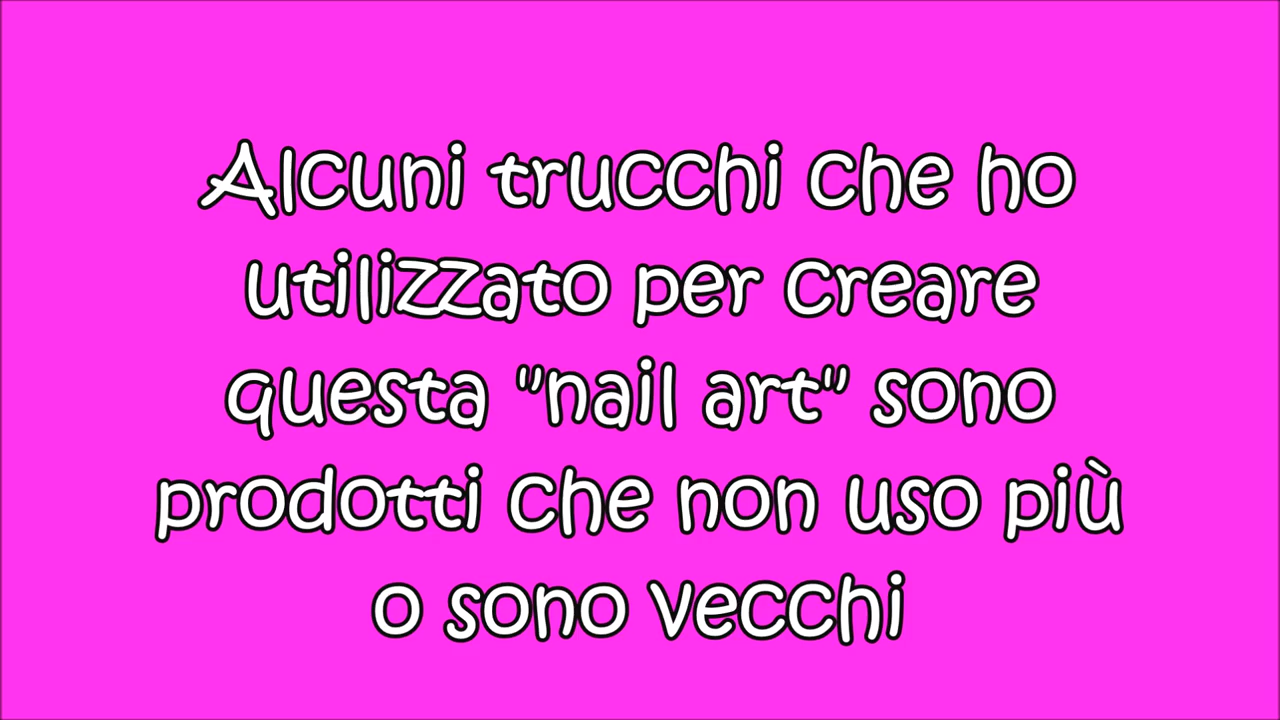 Alcuni trucchi che ho
utilizzato per creare
questa "nail art" sono
prodotti che non uso più
o sono vecchi